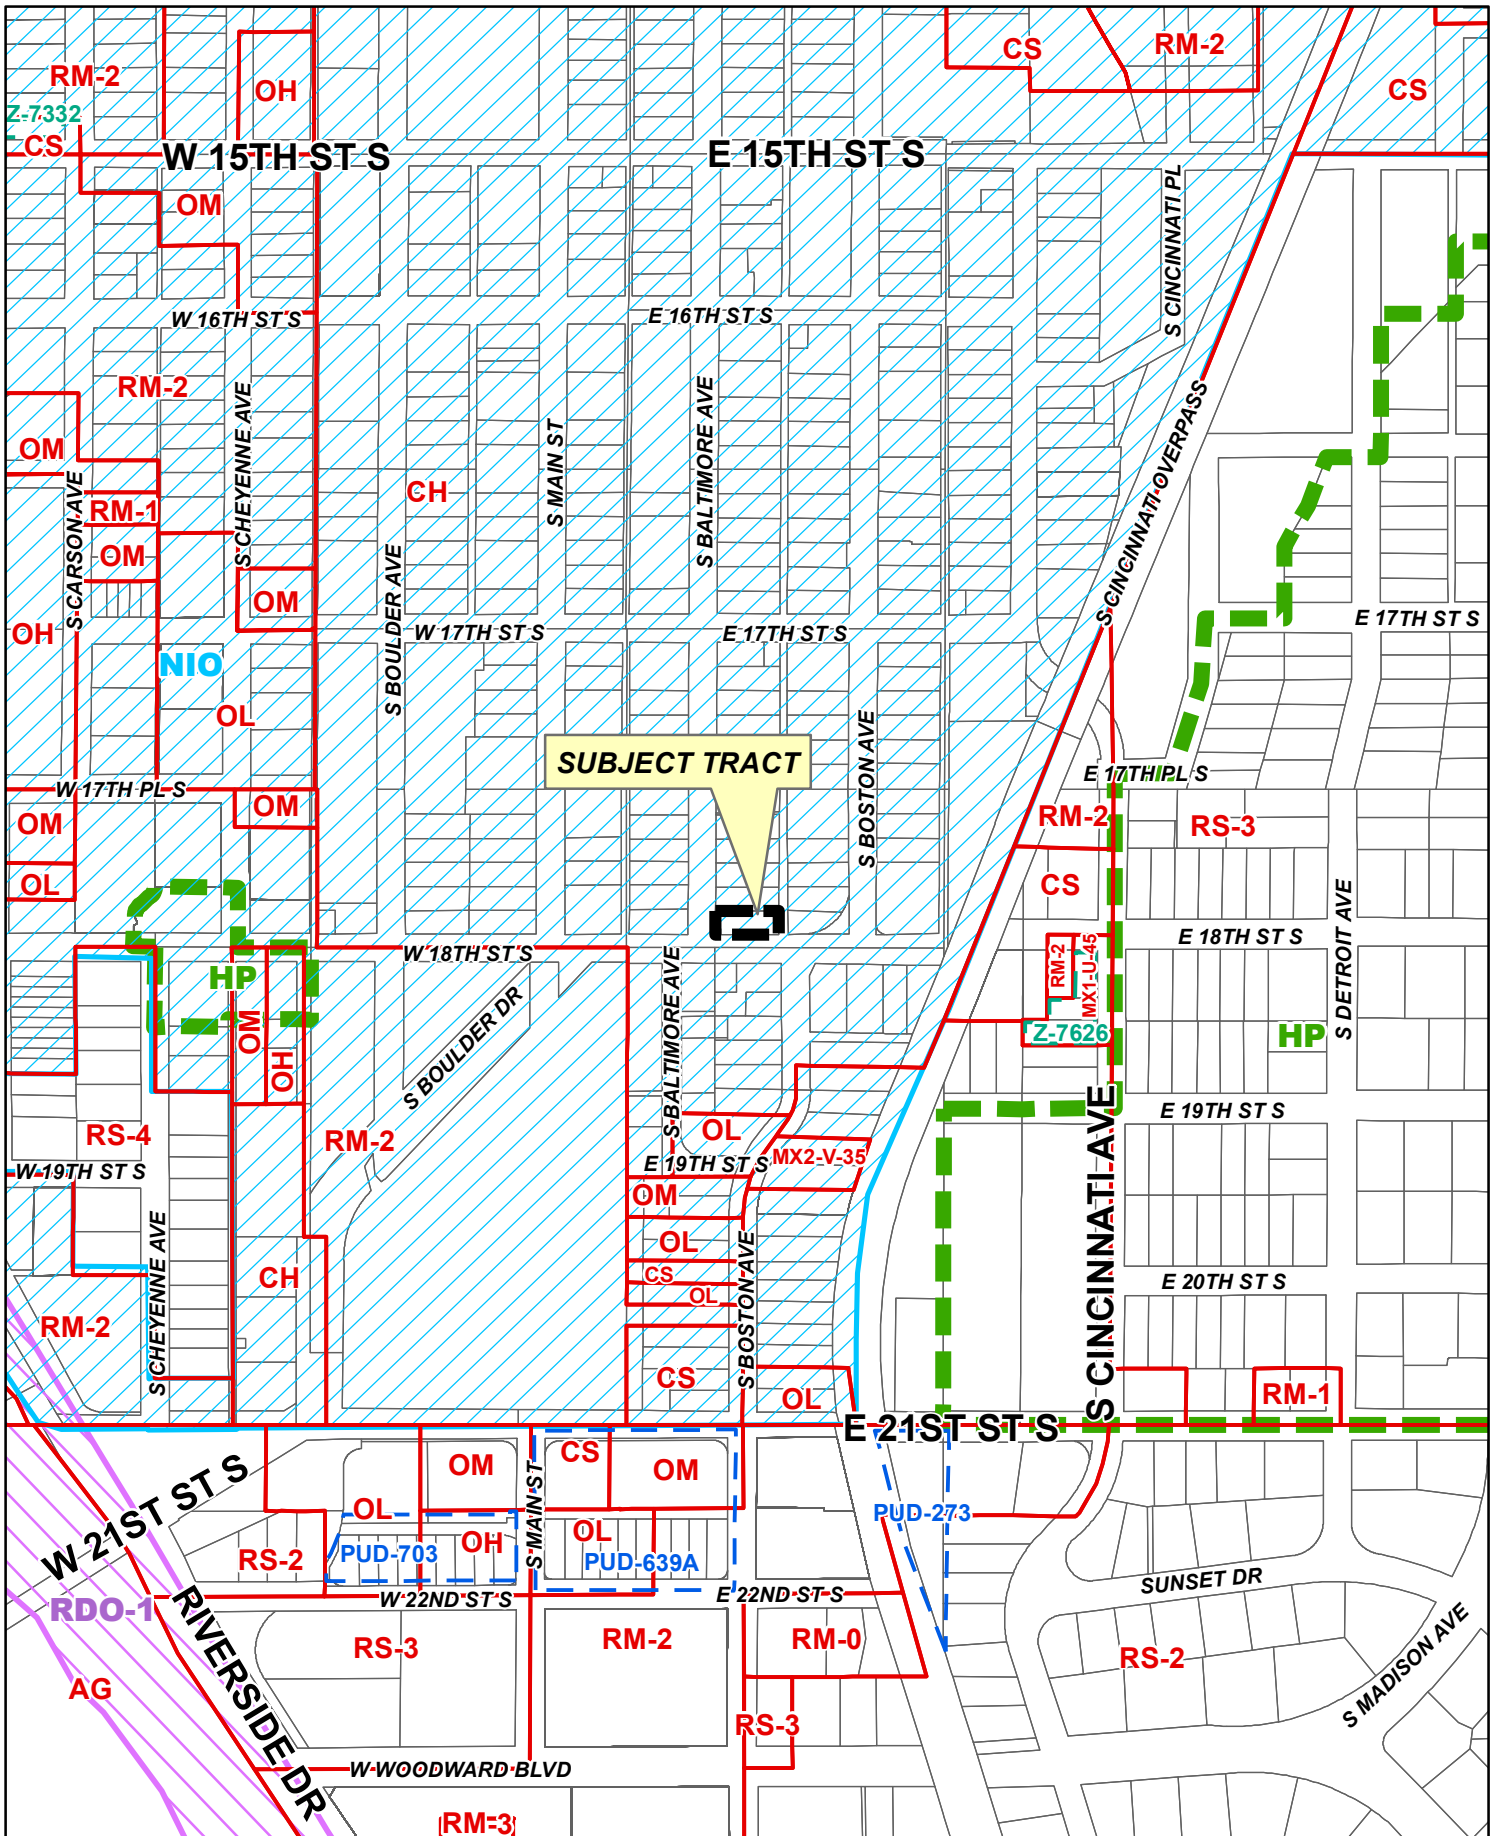 CS
RM-2
RM-2
OH
CS
Z-7332
CS
W 15TH ST S
E 15TH ST S
OM
S CINCINNATI PL
W 16TH ST S
E 16TH ST S
RM-2
S CHEYENNE AVE
S BALTIMORE AVE
S MAIN ST
S CINCINNATI OVERPASS
OM
CH
S CARSON AVE
RM-1
OM
S BOULDER AVE
OM
OH
W 17TH ST S
E 17TH ST S
E 17TH ST S
NIO
OL
S BOSTON AVE
SUBJECT TRACT
E 17TH PL S
W 17TH PL S
OM
OM
RM-2
RS-3
OL
CS
S DETROIT AVE
W 18TH ST S
E 18TH ST S
HP
RM-2
MX1-U-45
S BALTIMORE AVE
OM
OH
S BOULDER DR
Z-7626
HP
RS-4
RM-2
OL
E 19TH ST S
W 19TH ST S
E 19TH ST S
MX2-V-35
OM
S CINCINNATI AVE
S CHEYENNE AVE
OL
CH
CS
OL
S BOSTON AVE
E 20TH ST S
RM-2
CS
OL
RM-1
E 21ST ST S
W 21ST ST S
OM
CS
OM
S MAIN ST
OL
PUD-273
OH
OL
RS-2
PUD-703
PUD-639A
SUNSET DR
W 22ND ST S
E 22ND ST S
RDO-1
RIVERSIDE DR
RS-3
RM-2
RM-0
RS-2
S MADISON AVE
AG
RS-3
W WOODWARD BLVD
RM-3